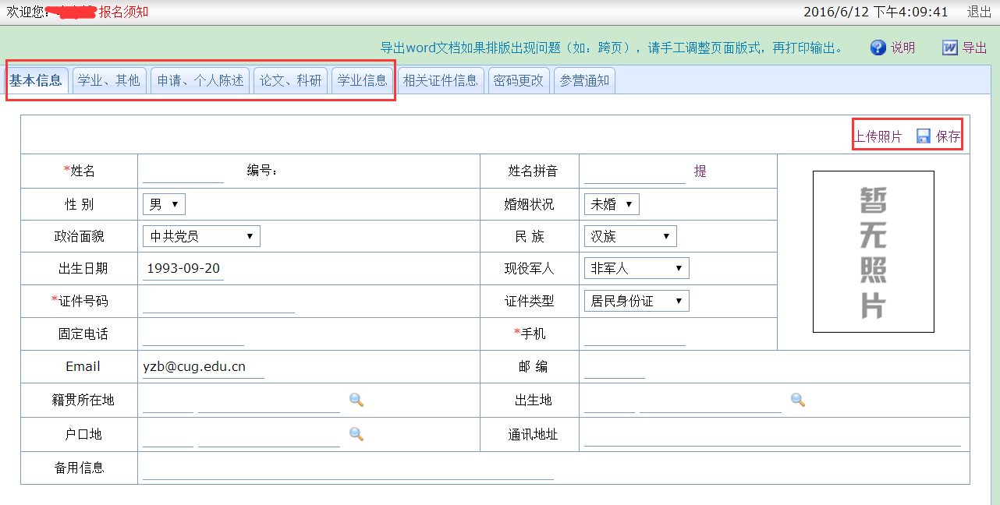 欢迎您: 报名须知 2016/6/12 下午4:09:41 退出
导出word文档如果排版出现问题（如：跨页），请手工调整页面版式，再打印输出。 说明 导出
基本信息 学业、其他 申请、个人陈述 论文、科研 学业信息 相关证件信息 密码更改 参营通知
上传照片 保存
*姓名 编号: 姓名拼音 提
性 别 男 婚姻状况 未婚
政治面貌 中共党员 民 族 汉族
出生日期 1993-09-20 现役军人 非军人
*证件号码 证件类型 居民身份证
固定电话 *手机
暂无照片
Email yzb@cug.edu.cn 邮 编
籍贯所在地 出生地
户口地 通讯地址
备用信息